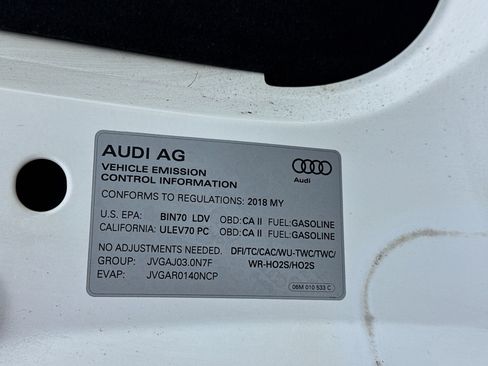 AUDI AG
VEHICLE EMISSION
CONTROL INFORMATION
Audi
CONFORMS TO REGULATIONS: 2018 MY
U.S. EPA: BIN70 LDV OBD: CA II FUEL:GASOLINE
CALIFORNIA: ULEV70 PC OBD: CA II FUEL:GASOLINE
NO ADJUSTMENTS NEEDED. DFI/TC/CAC/WU-TWC/TWC/
GROUP: JVGAJ03.0N7F WR-HO2S/HO2S
EVAP: JVGAR0140NCP
06M 010 533 C